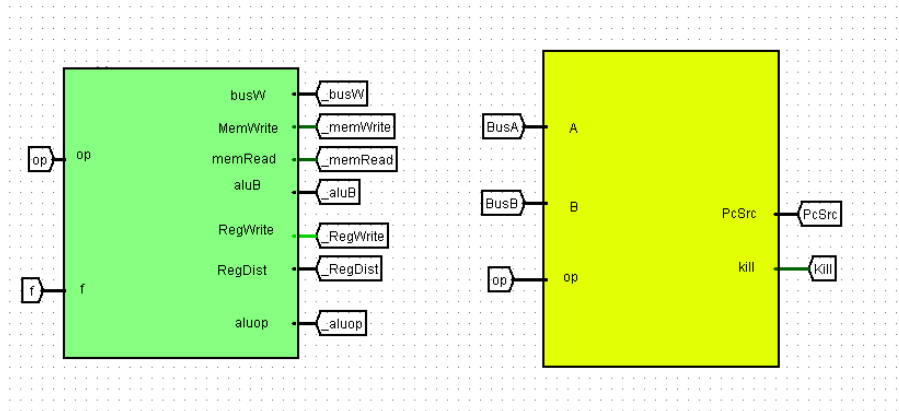 busW
_busW
MemWrite
_memWrite
op
op
memRead
_memRead
aluB
_aluB
RegWrite
_RegWrite
RegDist
_RegDist
f
f
aluop
_aluop
BusA
A
BusB
B
PcSrc
PcSrc
op
op
kill
Kill